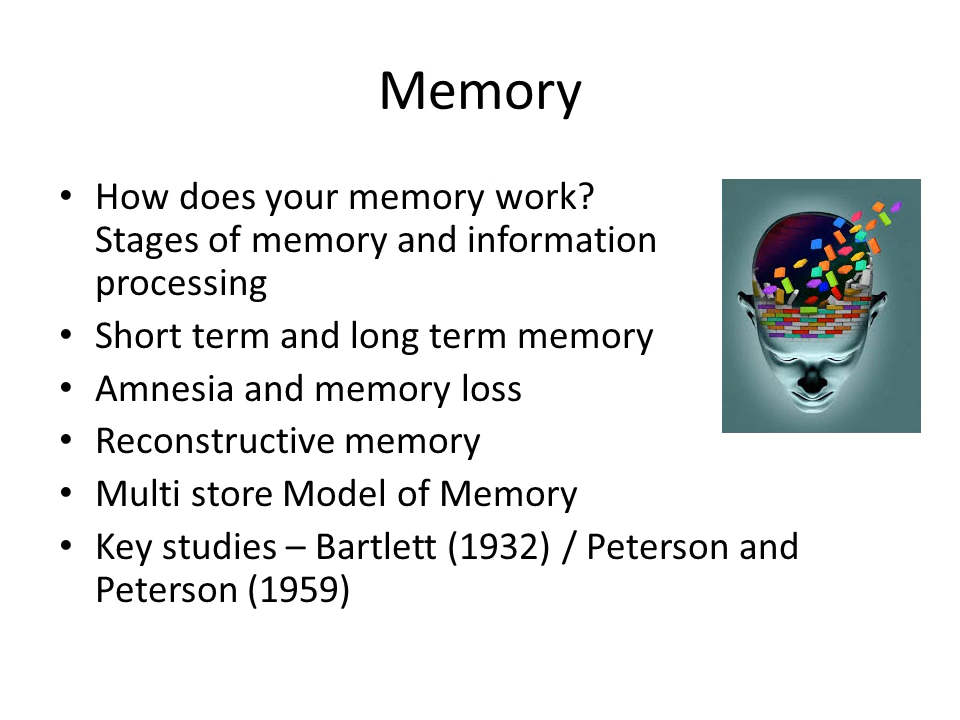 Memory
• How does your memory work?
Stages of memory and information
processing
• Short term and long term memory
• Amnesia and memory loss
• Reconstructive memory
• Multi store Model of Memory
• Key studies – Bartlett (1932) / Peterson and
Peterson (1959)